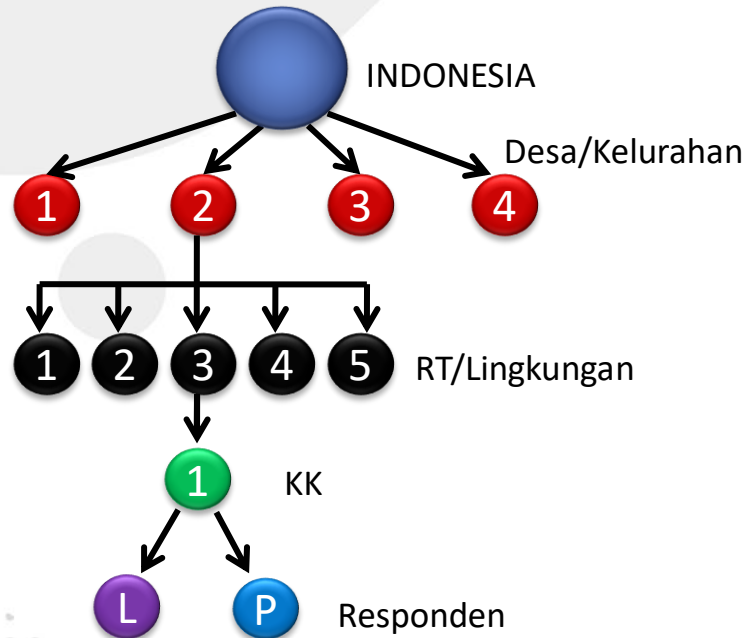 INDONESIA
Desa/Kelurahan
1 2 3 4
1 2 3 4 5 RT/Lingkungan
1 KK
L P Responden